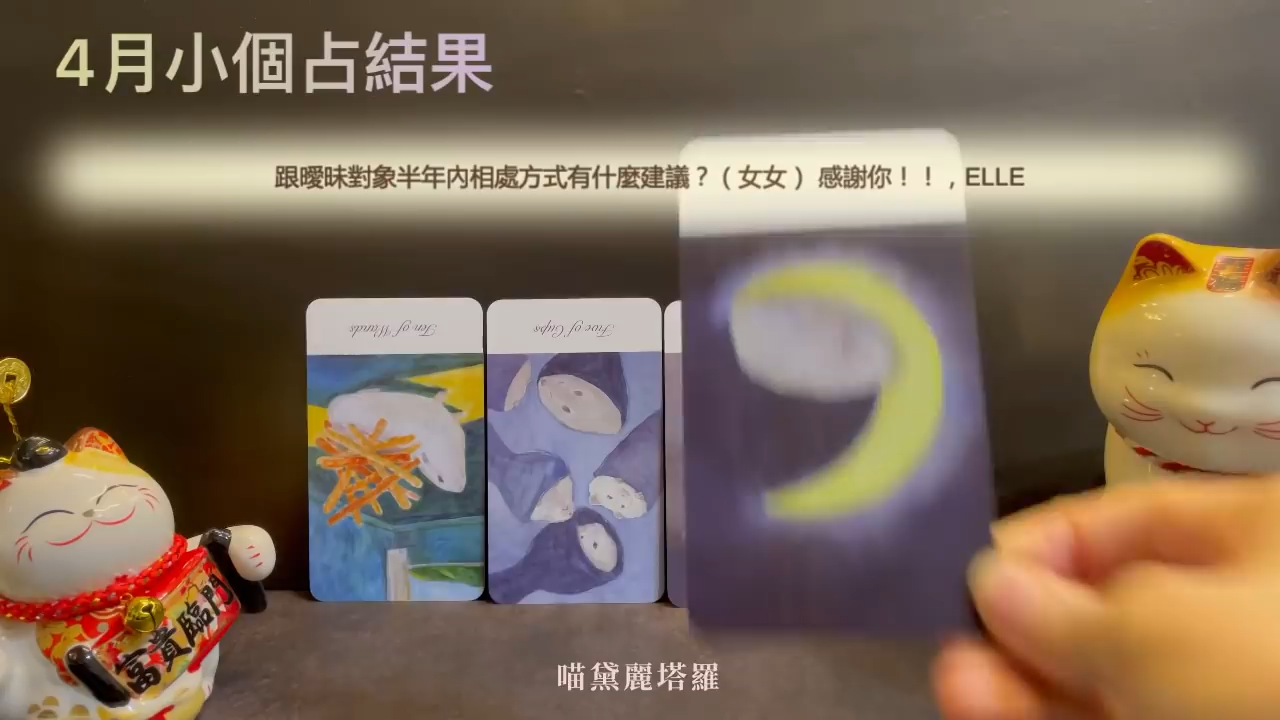 4月小個占結果
跟曖昧對象半年內相處方式有什麼建議？（女女） 感謝你！！，ELLE
Ten of Wands
Five of Cups
富貴臨門
喵黛麗塔羅